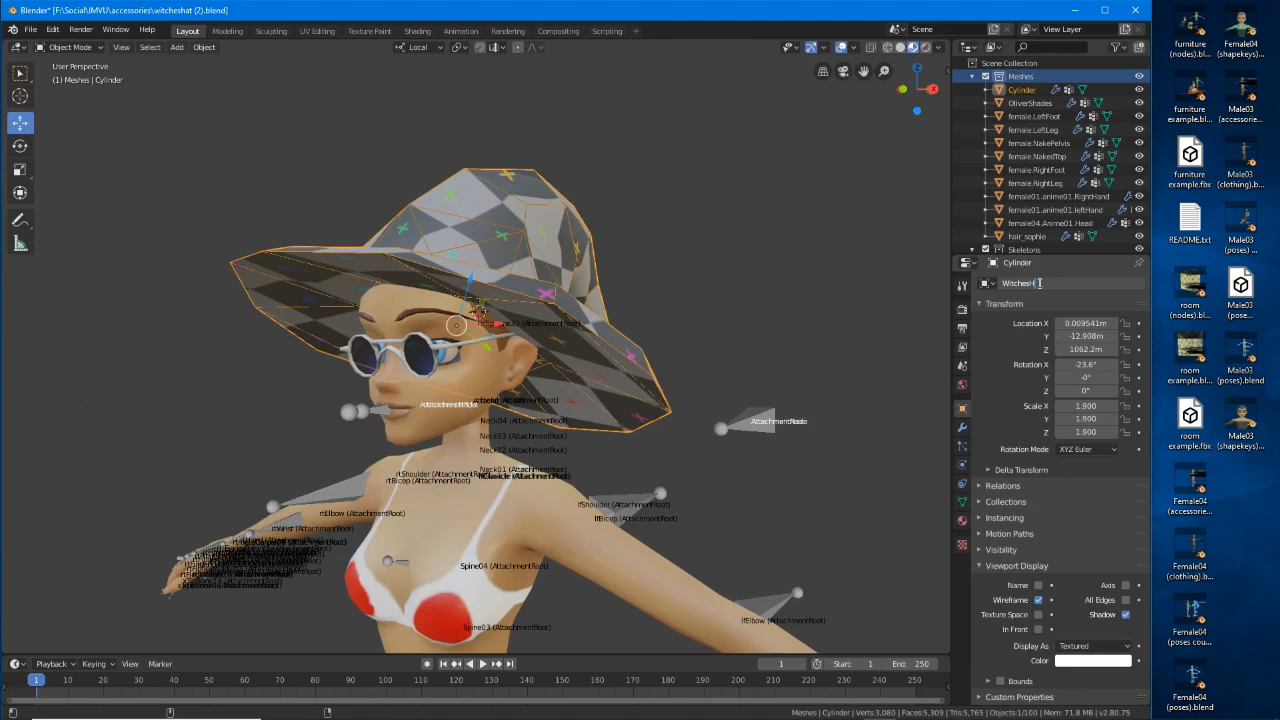 Blender* [F:\Social\IMVU\accessories\witcheshat (2).blend]
File Edit Render Window Help Layout Modeling Sculpting UV Editing Texture Paint Shading Animation Rendering Compositing Scripting Scene View Layer
Object Mode View Select Add Object Local
User Perspective
(1) Meshes | Cylinder
Scene Collection
Meshes
Cylinder
OliverShades
female.LeftFoot
female.LeftLeg
female.NakePelvis
female.NakedTop
female.RightFoot
female.RightLeg
female01.anime01.RightHand
female01.anime01.leftHand
female04.Anime01.Head
hair_sophie
Skeletons
Cylinder
WitchesH
Transform
Location X 0.009541m
Y -12.908m
Z 1062.2m
Rotation X -23.6°
Y -0°
Z 0°
Scale X 1.900
Y 1.900
Z 1.900
Rotation Mode XYZ Euler
Delta Transform
Relations
Collections
Instancing
Motion Paths
Visibility
Viewport Display
Name Axis
Wireframe All Edges
Texture Space Shadow
In Front
Display As Textured
Color
Bounds
Custom Properties
(AttachmentRoot)
AttachmentRoot
Neck04 (AttachmentRoot)
Neck03 (AttachmentRoot)
Neck02 (AttachmentRoot)
Neck01 (AttachmentRoot)
rtShoulder (AttachmentRoot)
rtBicep (AttachmentRoot)
rtElbow (AttachmentRoot)
lfShoulder (AttachmentRoot)
lfBicep (AttachmentRoot)
rtWrist (AttachmentRoot)
Spine04 (AttachmentRoot)
lfElbow (AttachmentRoot)
Spine03 (AttachmentRoot)
Playback Keying View Marker 1 Start: 1 End: 250
1 10 20 30 40 50 60 70 80 90 100 110 120 130 140 150 160 170 180 190 200 210 220 230 240 250
Meshes | Cylinder | Verts:3,080 | Faces:5,309 | Tris:5,765 | Objects:1/100 | Mem: 71.8 MB | v2.80.75
furniture
(nodes).bl...
Female04
(shapekeys)...
furniture
example.bl...
Male03
(accessorie...
furniture
example.fbx
Male03
(clothing).bl...
README.txt
Male03
(poses) ...
room
(nodes).bl...
Male03
(poses)....
room
example.bl...
Male03
(poses).blend
room
example.fbx
Male03
(shapekeys)...
Female04
(accessorie...
Female04
(clothing)...
Female04
(poses cou...
Female04
(poses).blend